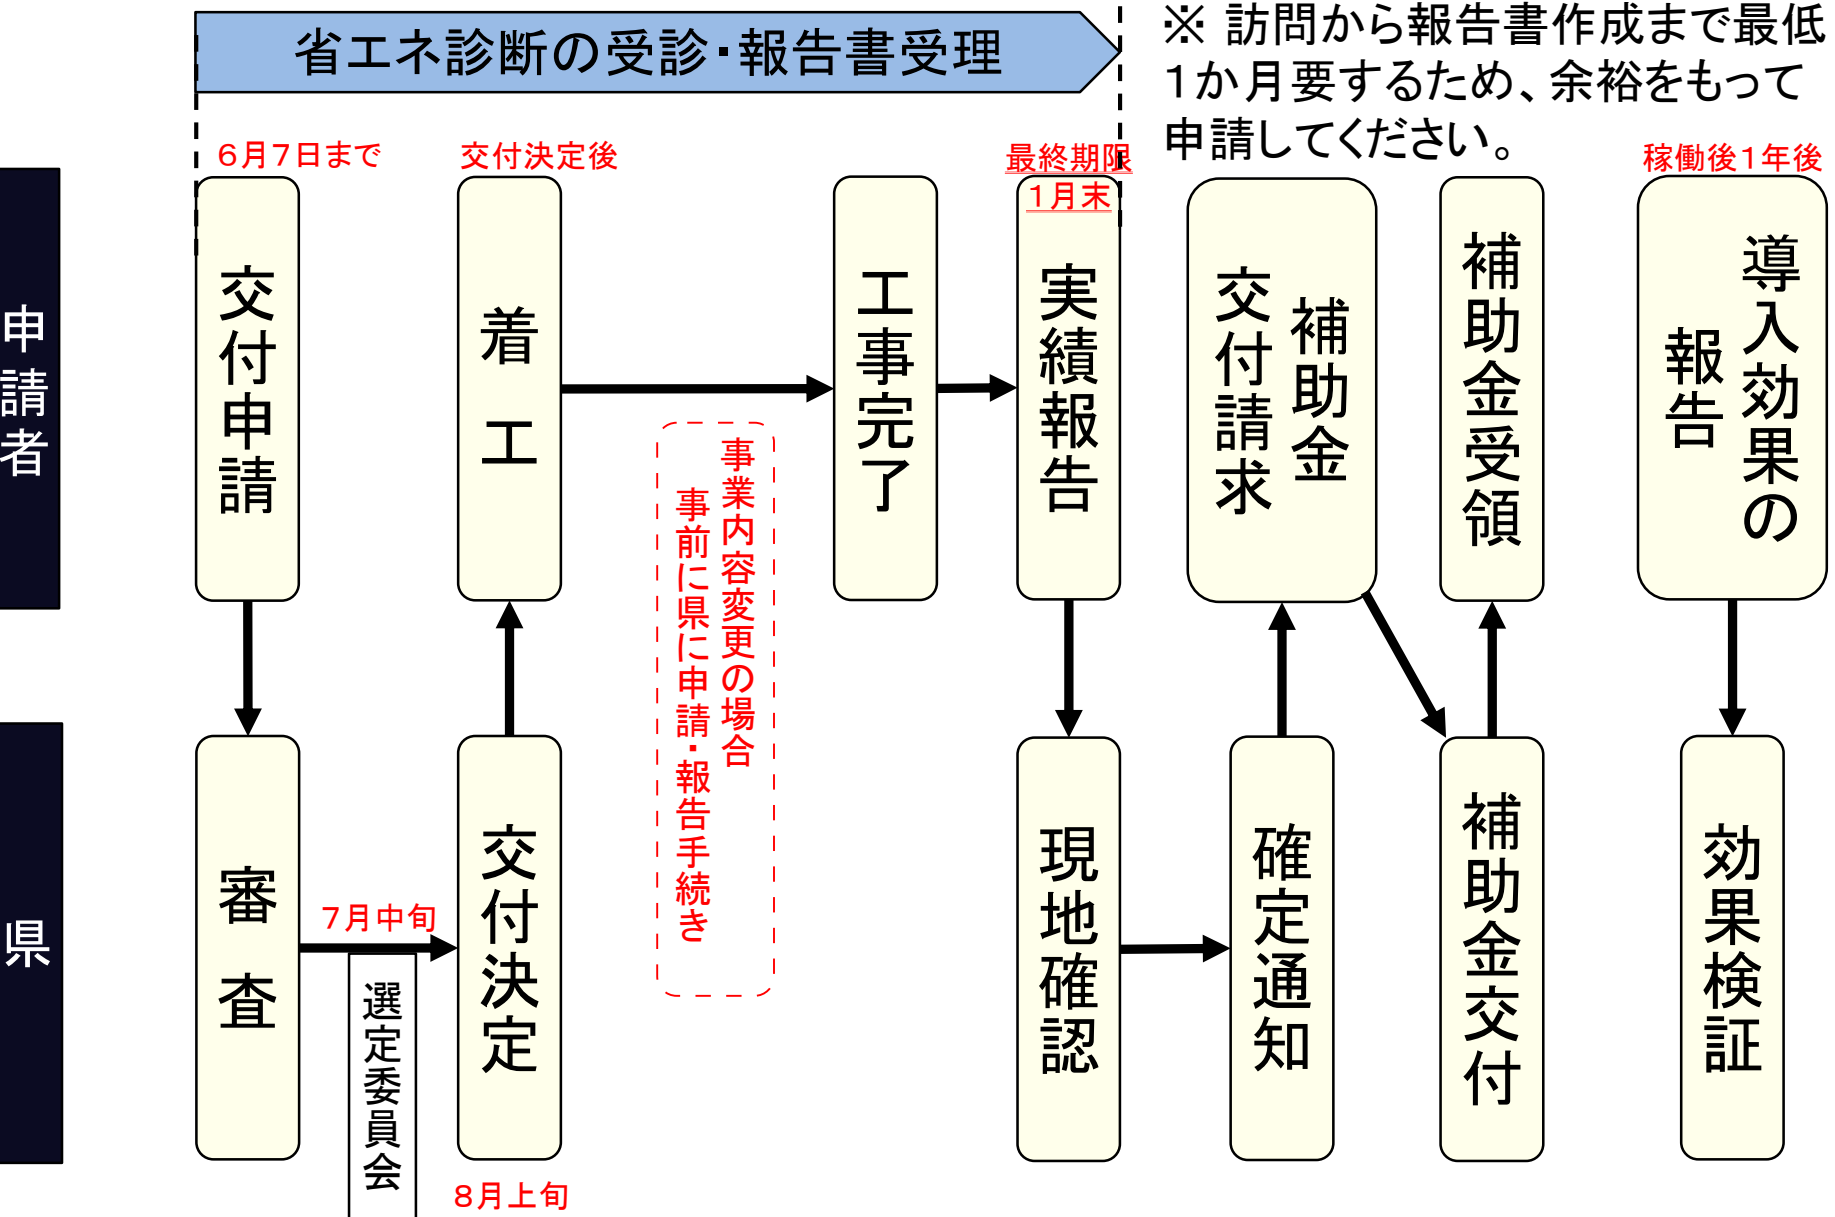 省エネ診断の受診・報告書受理
※ 訪問から報告書作成まで最低
１か月要するため、余裕をもって
申請してください。
６月７日まで
交付決定後
最終期限
１月末
稼働後１年後
申請者
交付申請
着工
工事完了
実績報告
補助金
交付請求
補助金受領
導入効果の
報告
事業内容変更の場合
事前に県に申請・報告手続き
県
審査
７月中旬
選定委員会
交付決定
８月上旬
現地確認
確定通知
補助金交付
効果検証